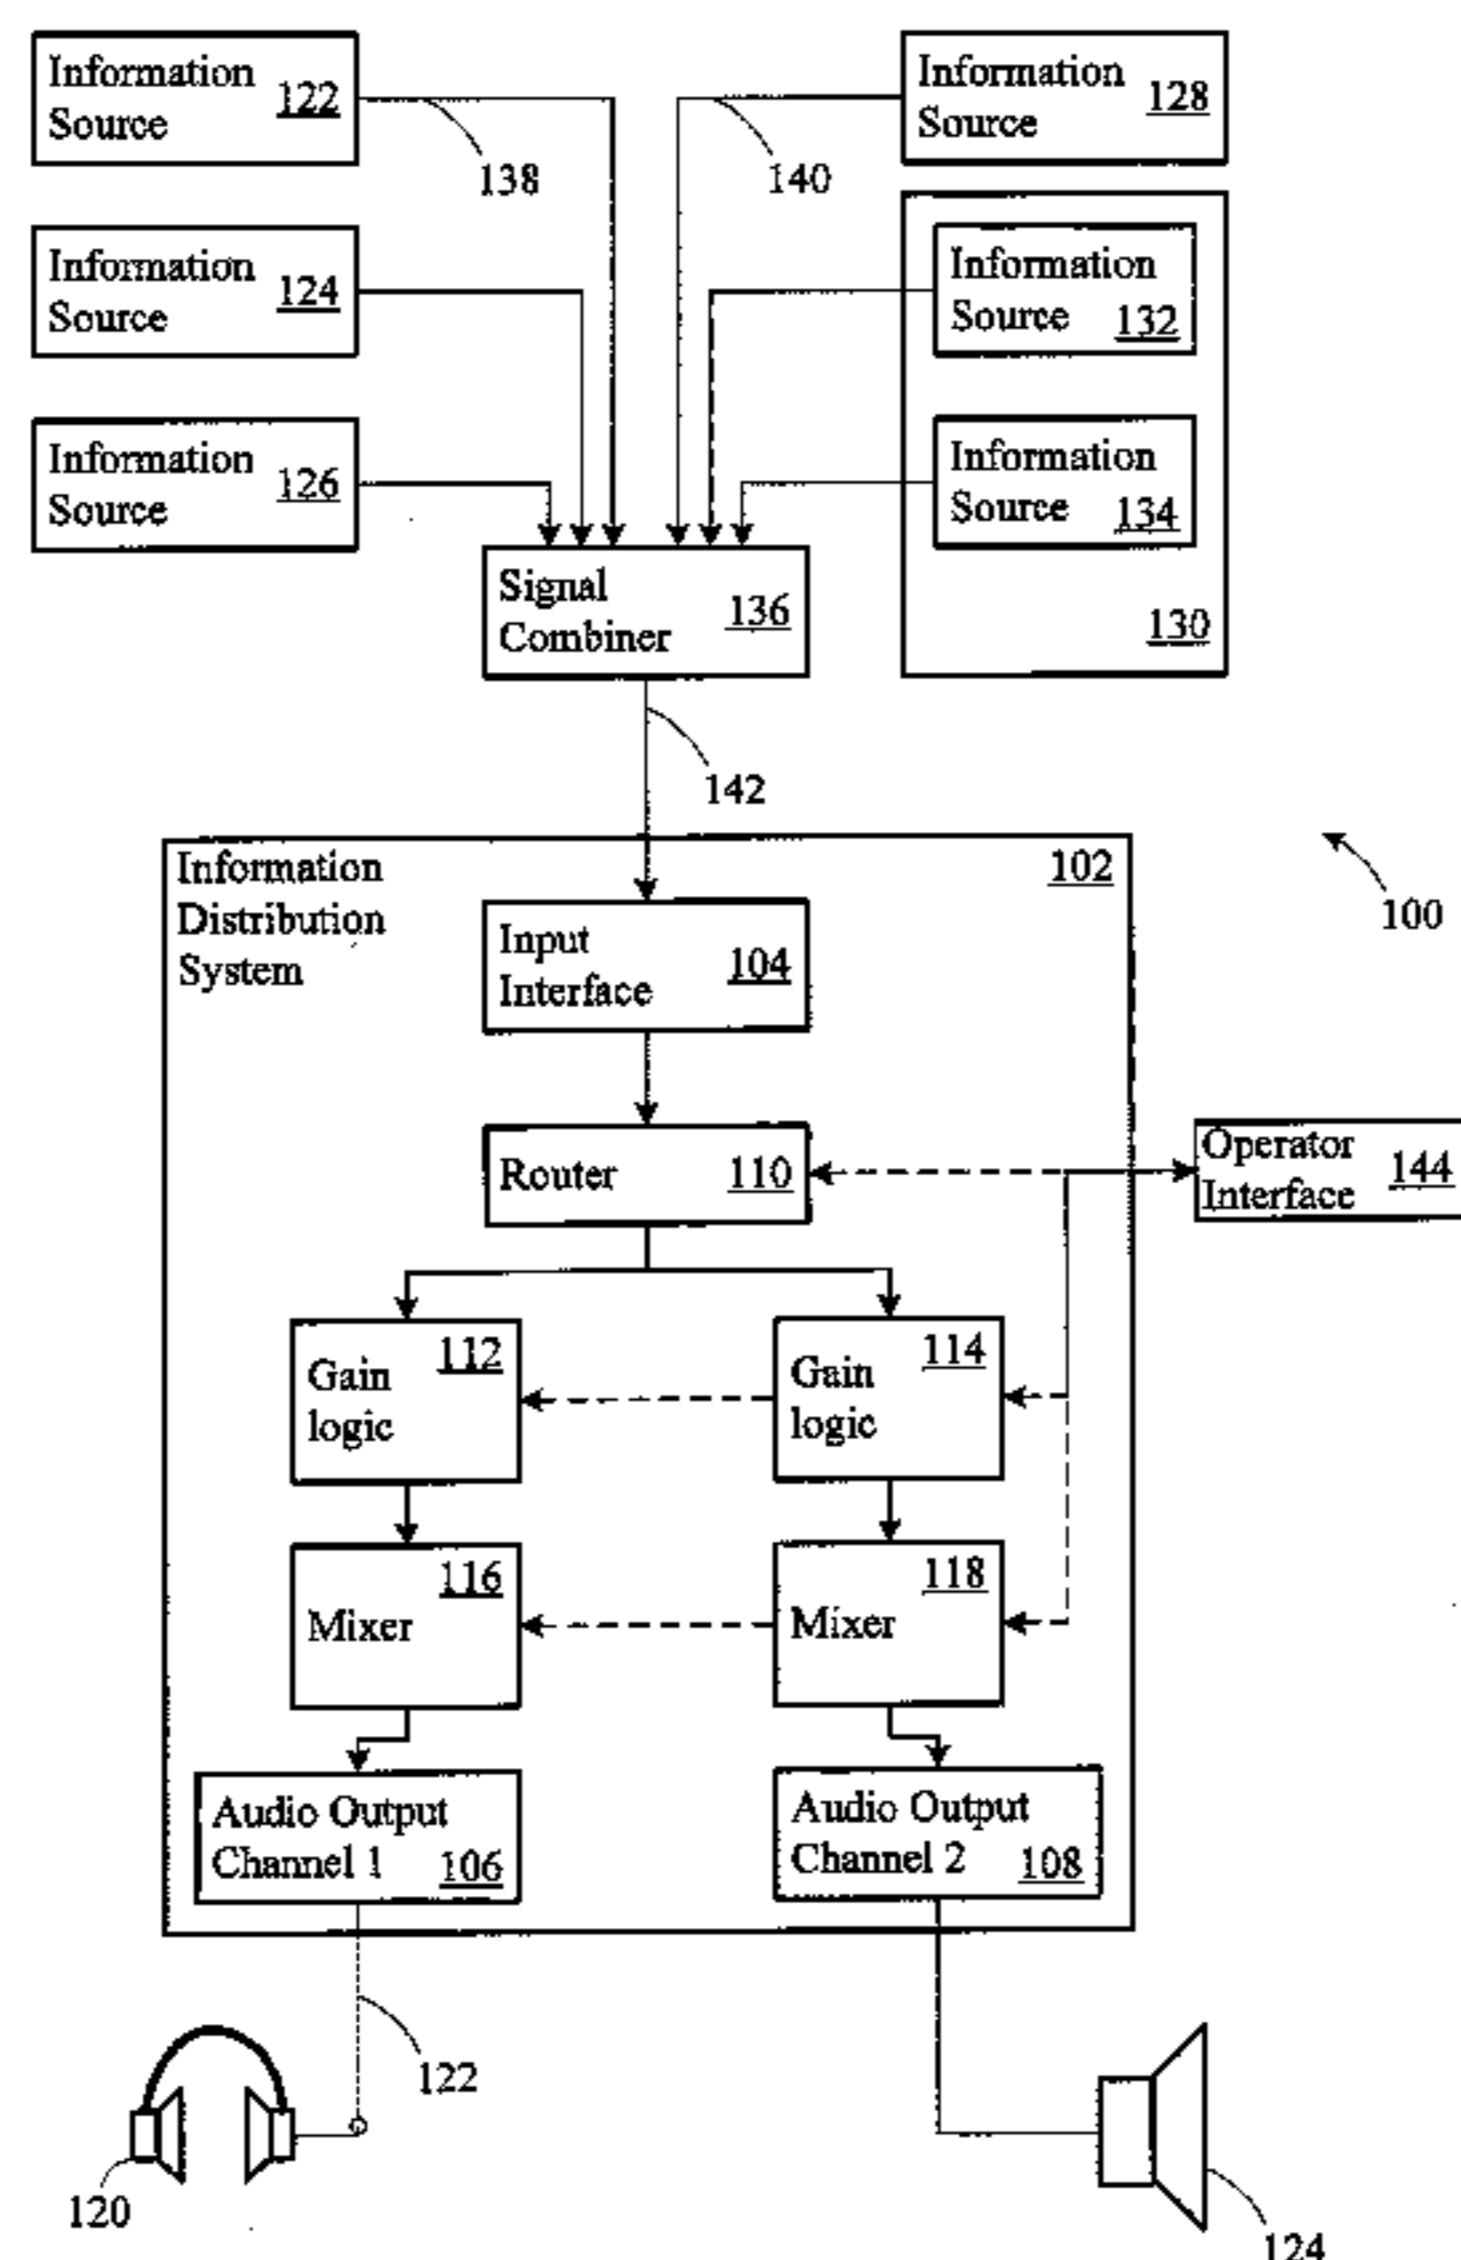 Information
Source 122
Information
Source 128
138
140
Information
Source 124
Information
Source 132
Information
Source 126
Information
Source 134
130
Signal
Combiner 136
142
Information
Distribution
System
102
100
Input
Interface 104
Router 110
Operator
Interface 144
112
Gain
logic
114
Gain
logic
116
Mixer
118
Mixer
Audio Output
Channel 1 106
Audio Output
Channel 2 108
122
120
124